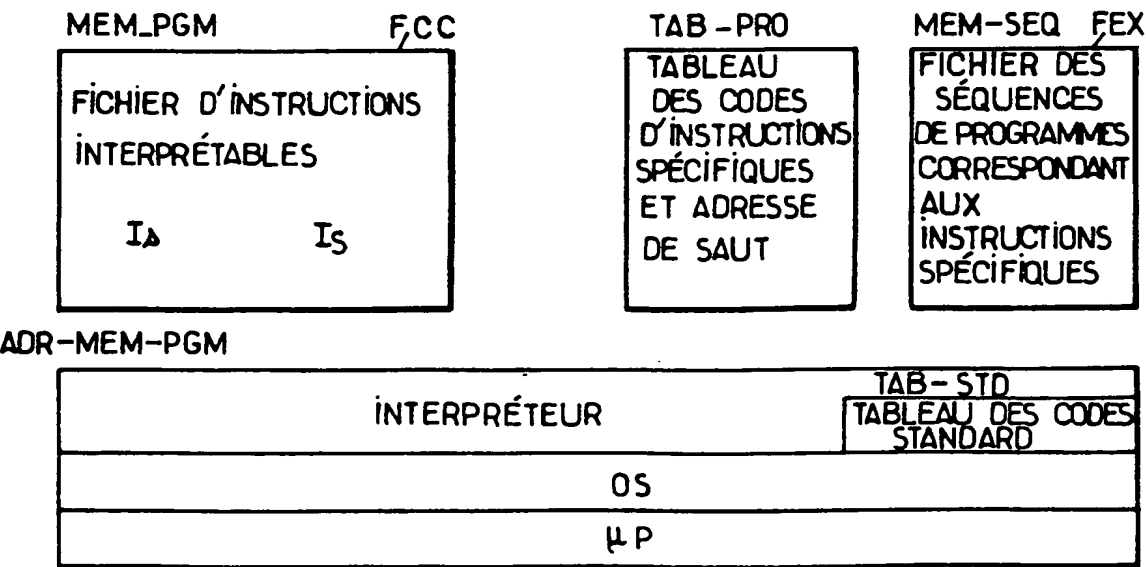 MEM_PGM
FCC
FICHIER D'INSTRUCTIONS
INTERPRÉTABLES
IS
TAB-PRO
TABLEAU
DES CODES
D'INSTRUCTIONS
SPÉCIFIQUES
ET ADRESSE
DE SAUT
MEM-SEQ
FEX
FICHIER DES
SÉQUENCES
DE PROGRAMMES
CORRESPONDANT
AUX
INSTRUCTIONS
SPÉCIFIQUES
ADR-MEM-PGM
INTERPRÉTEUR
TAB-STD
TABLEAU DES CODES
STANDARD
OS
µP